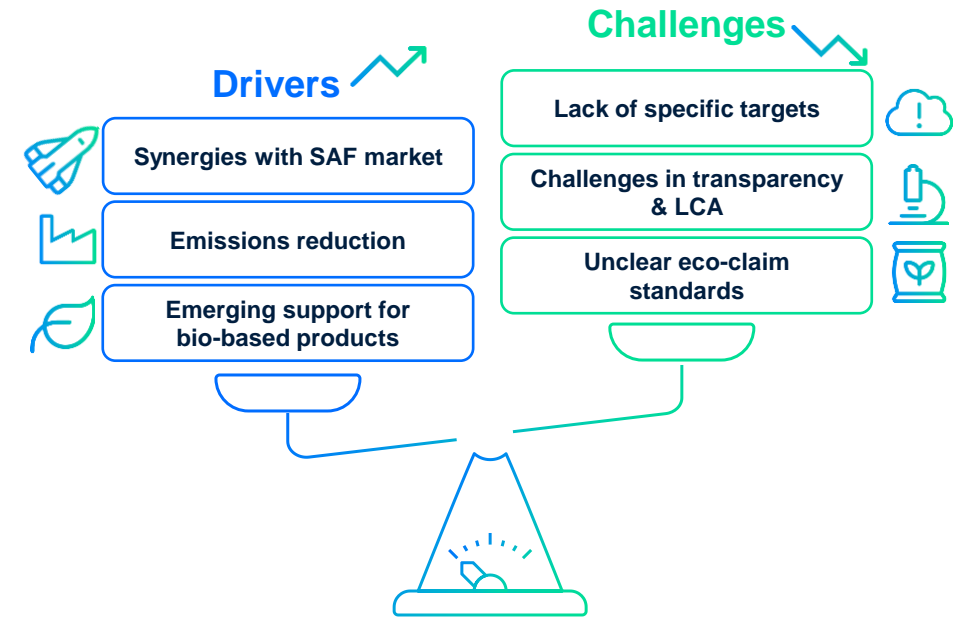 Drivers
Synergies with SAF market
Emissions reduction
Emerging support for
bio-based products
Challenges
Lack of specific targets
Challenges in transparency
& LCA
Unclear eco-claim
standards